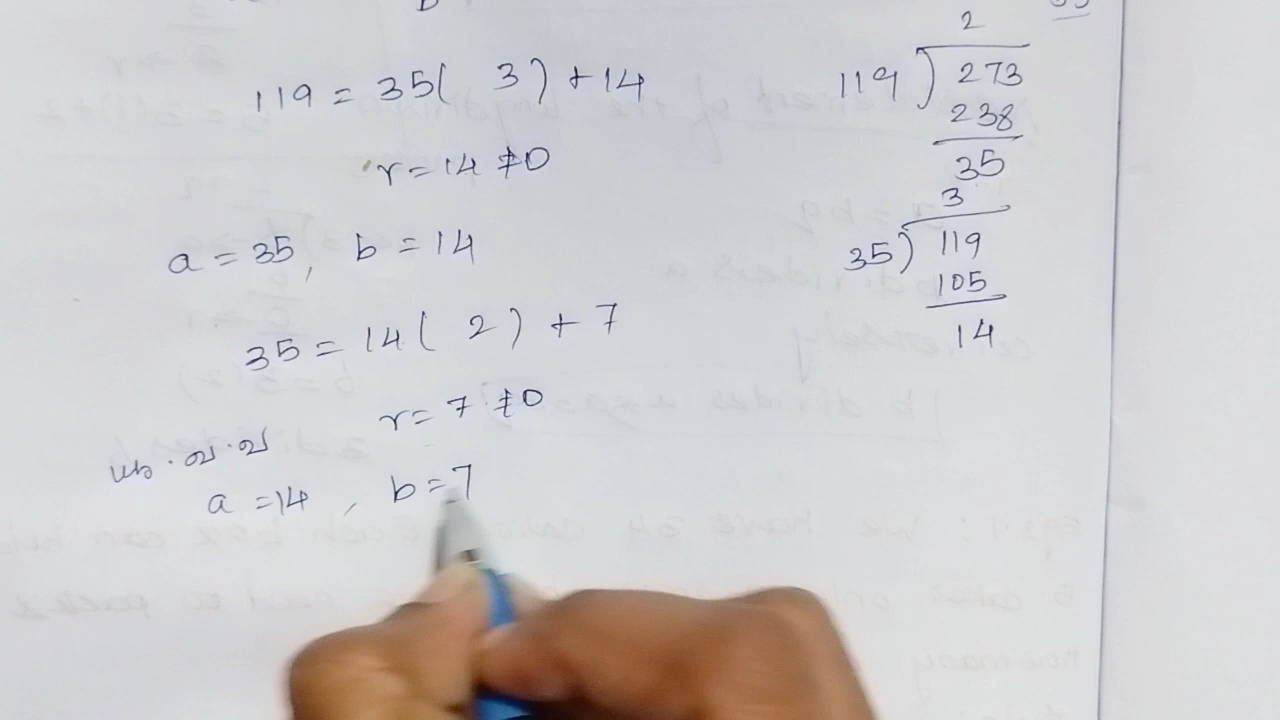 119 = 35( 3 ) + 14
r = 14 ≠ 0
a = 35, b = 14
35 = 14( 2 ) + 7
r = 7 ≠ 0
a = 14, b = 7
2
119 ) 273
238
35
3
35 ) 119
105
14